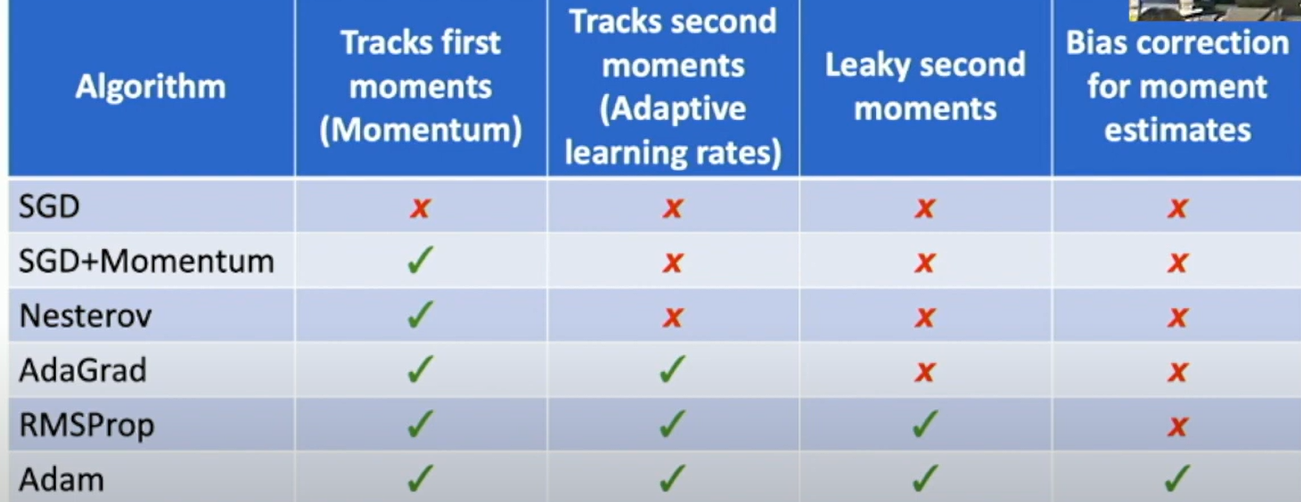 Algorithm
Tracks first
moments
(Momentum)
Tracks second
moments
(Adaptive
learning rates)
Leaky second
moments
Bias correction
for moment
estimates
SGD x x x x
SGD+Momentum ✓ x x x
Nesterov ✓ x x x
AdaGrad ✓ ✓ x x
RMSProp ✓ ✓ ✓ x
Adam ✓ ✓ ✓ ✓